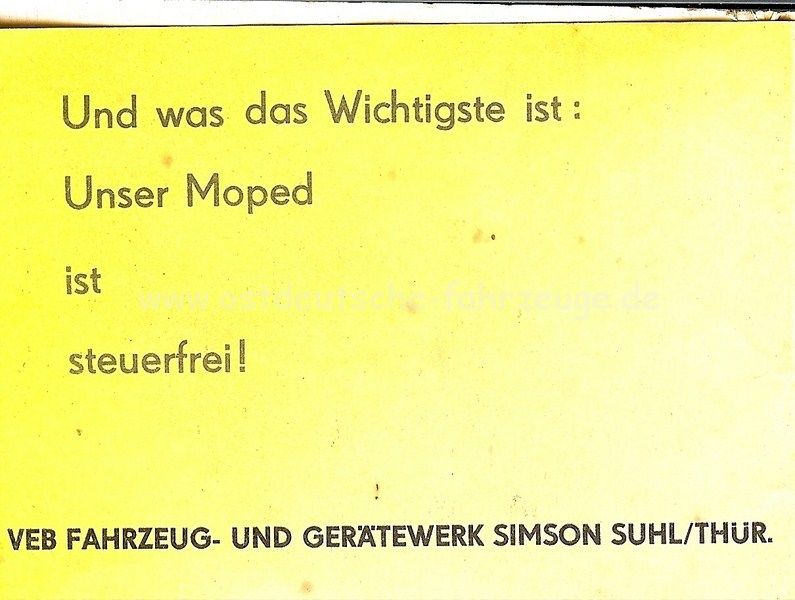 Und was das Wichtigste ist:
Unser Moped
ist
www.ostdeutsche-fahrzeuge.de
steuerfrei!
VEB FAHRZEUG- UND GERÄTEWERK SIMSON SUHL/THÜR.